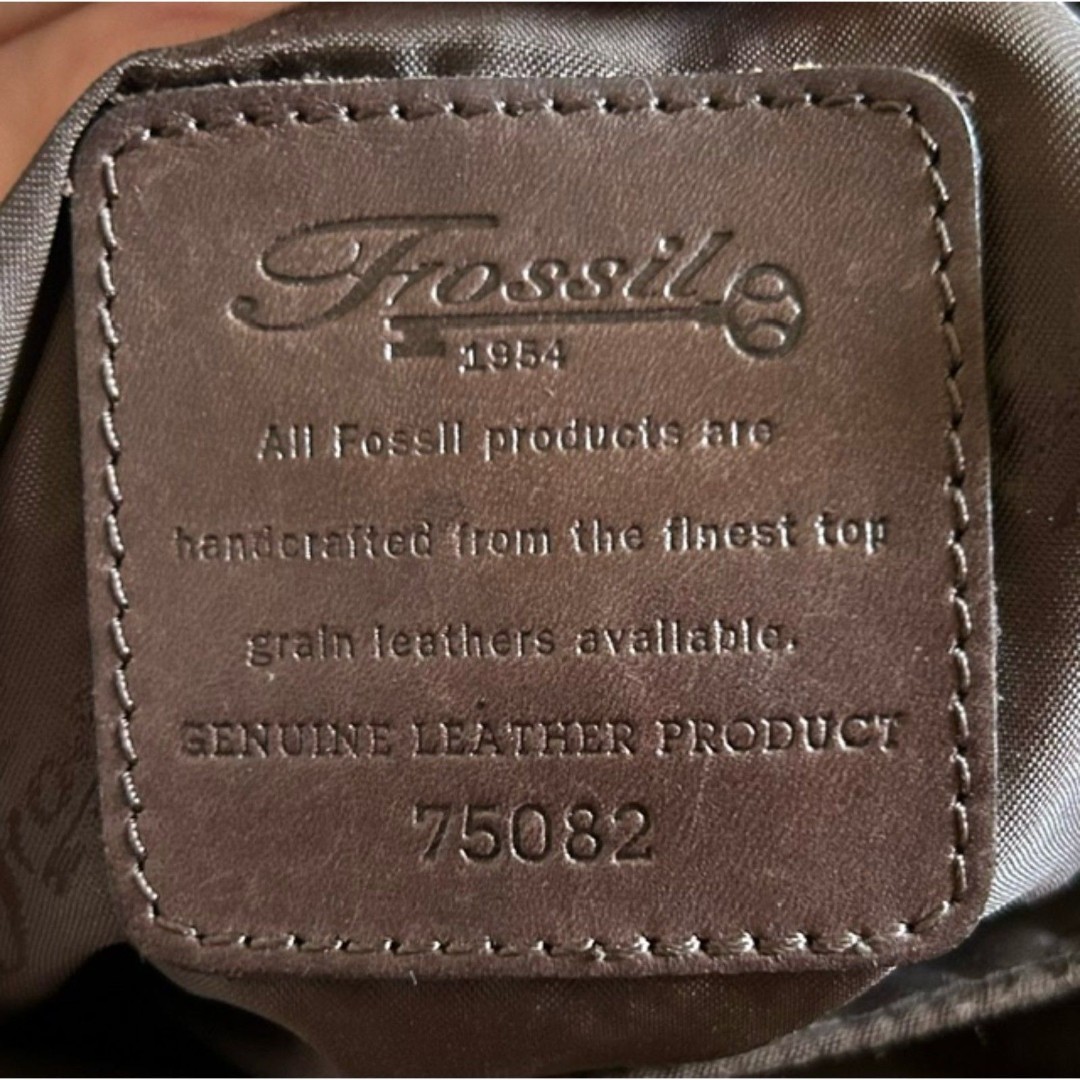 Fossil
1954
All Fossil products are
handcrafted from the finest top
grain leathers available.
GENUINE LEATHER PRODUCT
75082